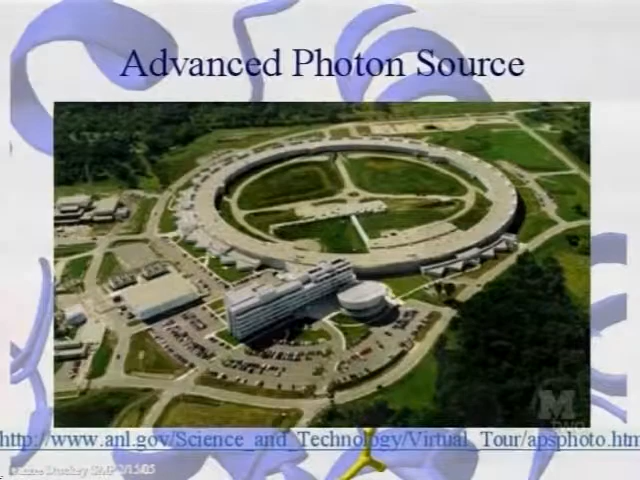 Advanced Photon Source
M
http://www.anl.gov/Science_and_Technology/Virtual_Tour/apsphoto.htm